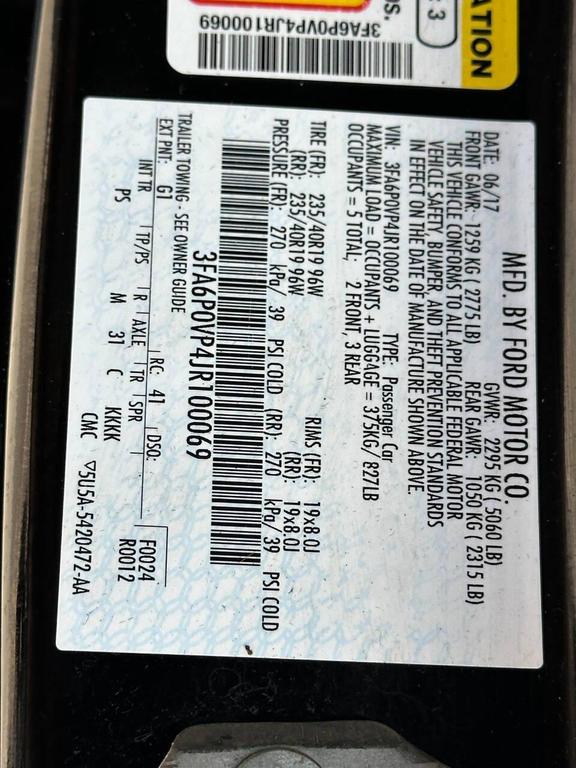 ATION
: 3
os.
3FA6P0VP4JR100069
MFD. BY FORD MOTOR CO.
DATE: 06/17 GVWR: 2295 KG ( 5060 LB)
FRONT GAWR: 1259 KG ( 2775 LB) REAR GAWR: 1050 KG ( 2315 LB)
THIS VEHICLE CONFORMS TO ALL APPLICABLE FEDERAL MOTOR
VEHICLE SAFETY, BUMPER, AND THEFT PREVENTION STANDARDS
IN EFFECT ON THE DATE OF MANUFACTURE SHOWN ABOVE.
VIN: 3FA6P0VP4JR100069 TYPE: Passenger Car
MAXIMUM LOAD = OCCUPANTS + LUGGAGE = 375KG/ 827LB
OCCUPANTS = 5 TOTAL; 2 FRONT, 3 REAR
TIRE (FR): 235/40R19 96W RIMS (FR): 19x8.0J
(RR): 235/40R19 96W (RR): 19x8.0J
PRESSURE (FR): 270 kPa/ 39 PSI COLD (RR): 270 kPa/ 39 PSI COLD
3FA6P0VP4JR100069
TRAILER TOWING - SEE OWNER GUIDE
EXT PNT: G1 RC: 41 DSO: F0024
R0012
INT TR TP/PS R AXLE TR SPR
PS M 31 C KKKK
CMC ▽5U5A-5420472-AA